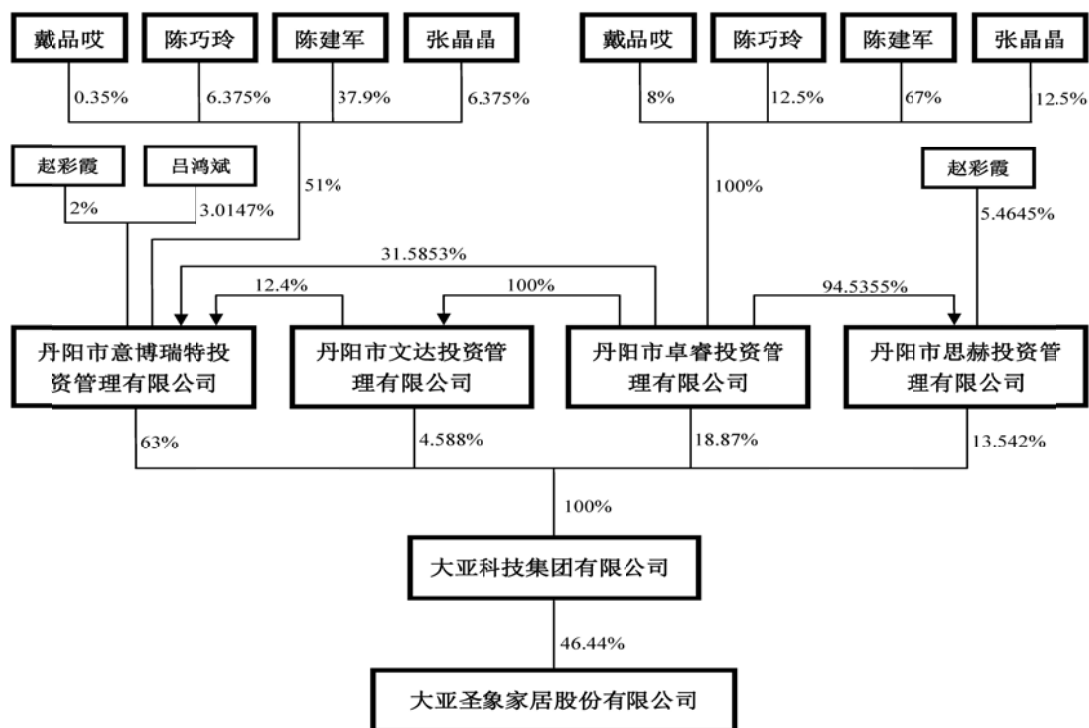 戴品哎 陈巧玲 陈建军 张晶晶 戴品哎 陈巧玲 陈建军 张晶晶
0.35% 6.375% 37.9% 6.375% 8% 12.5% 67% 12.5%
赵彩霞 吕鸿斌 51% 100% 赵彩霞
2% 3.0147% 5.4645%
31.5853%
12.4% 100% 94.5355%
丹阳市意博瑞特投
资管理有限公司
丹阳市文达投资管
理有限公司
丹阳市卓睿投资管
理有限公司
丹阳市思赫投资管
理有限公司
63% 4.588% 18.87% 13.542%
100%
大亚科技集团有限公司
46.44%
大亚圣象家居股份有限公司